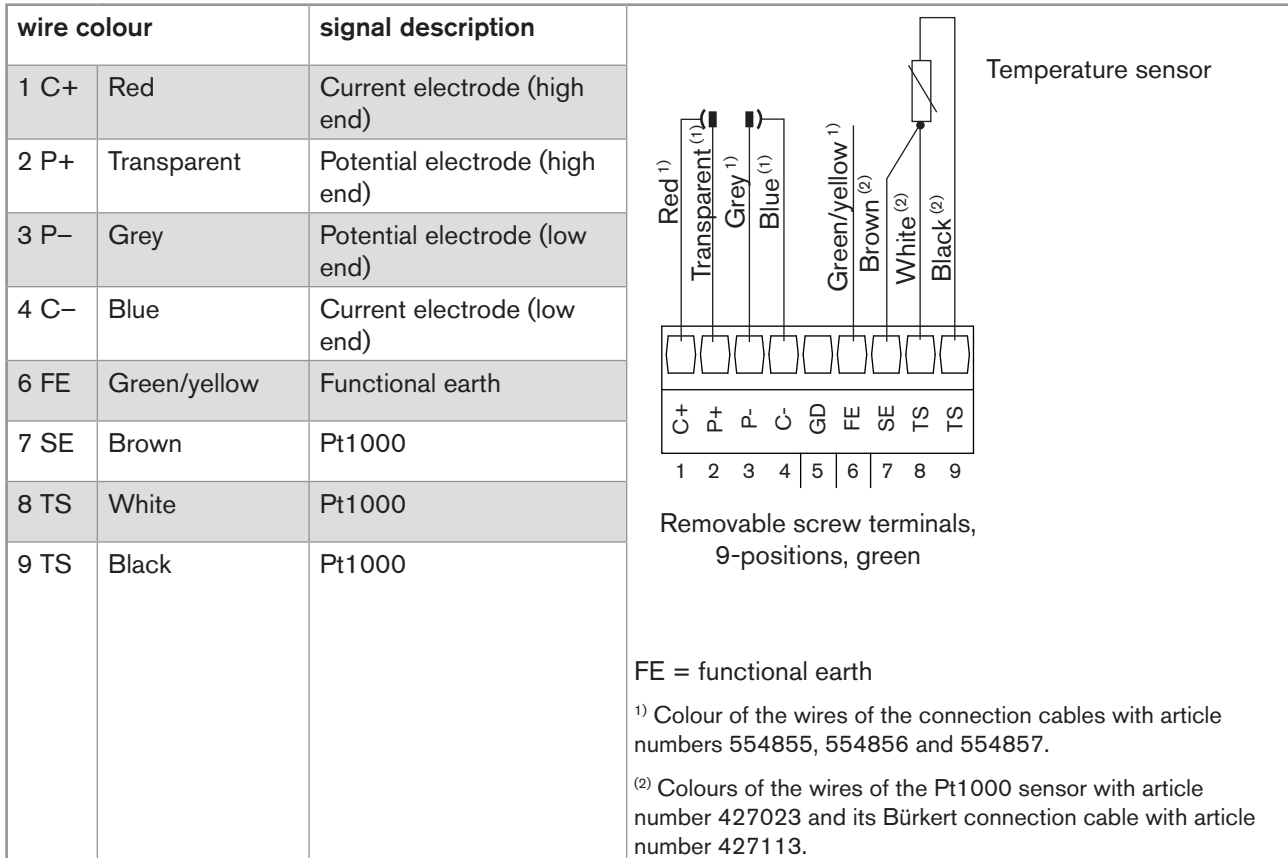 wire colour signal description
1 C+ Red Current electrode (high
end)
2 P+ Transparent Potential electrode (high
end)
3 P– Grey Potential electrode (low
end)
4 C– Blue Current electrode (low
end)
6 FE Green/yellow Functional earth
7 SE Brown Pt1000
8 TS White Pt1000
9 TS Black Pt1000
Temperature sensor
Red 1)
Transparent (1)
Grey 1)
Blue (1)
Green/yellow 1)
Brown (2)
White (2)
Black (2)
C+ P+ P- C- GD FE SE TS TS
1 2 3 4 5 6 7 8 9
Removable screw terminals,
9-positions, green
FE = functional earth
1) Colour of the wires of the connection cables with article
numbers 554855, 554856 and 554857.
(2) Colours of the wires of the Pt1000 sensor with article
number 427023 and its Bürkert connection cable with article
number 427113.